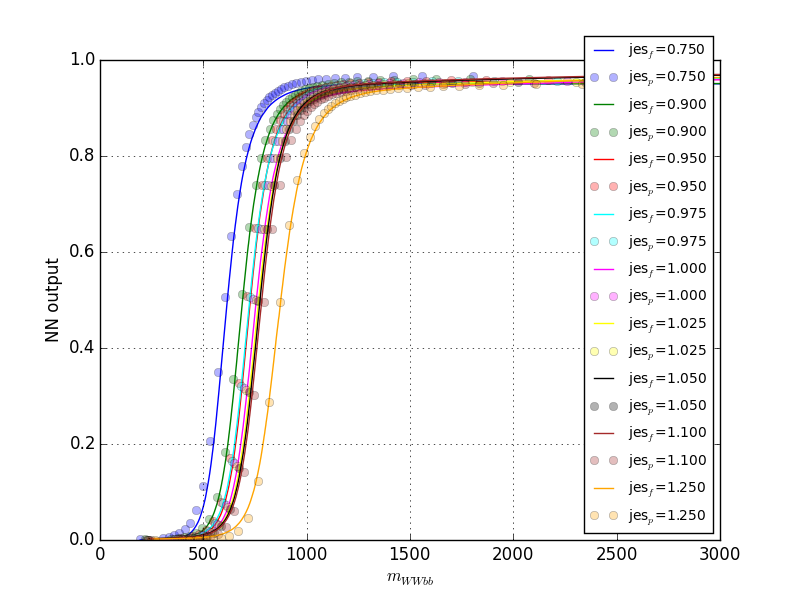 NN output
1.0
0.8
0.6
0.4
0.2
0.0
0
500
1000
1500
2000
2500
3000
m_WWbb
jes_f=0.750
jes_p=0.750
jes_f=0.900
jes_p=0.900
jes_f=0.950
jes_p=0.950
jes_f=0.975
jes_p=0.975
jes_f=1.000
jes_p=1.000
jes_f=1.025
jes_p=1.025
jes_f=1.050
jes_p=1.050
jes_f=1.100
jes_p=1.100
jes_f=1.250
jes_p=1.250